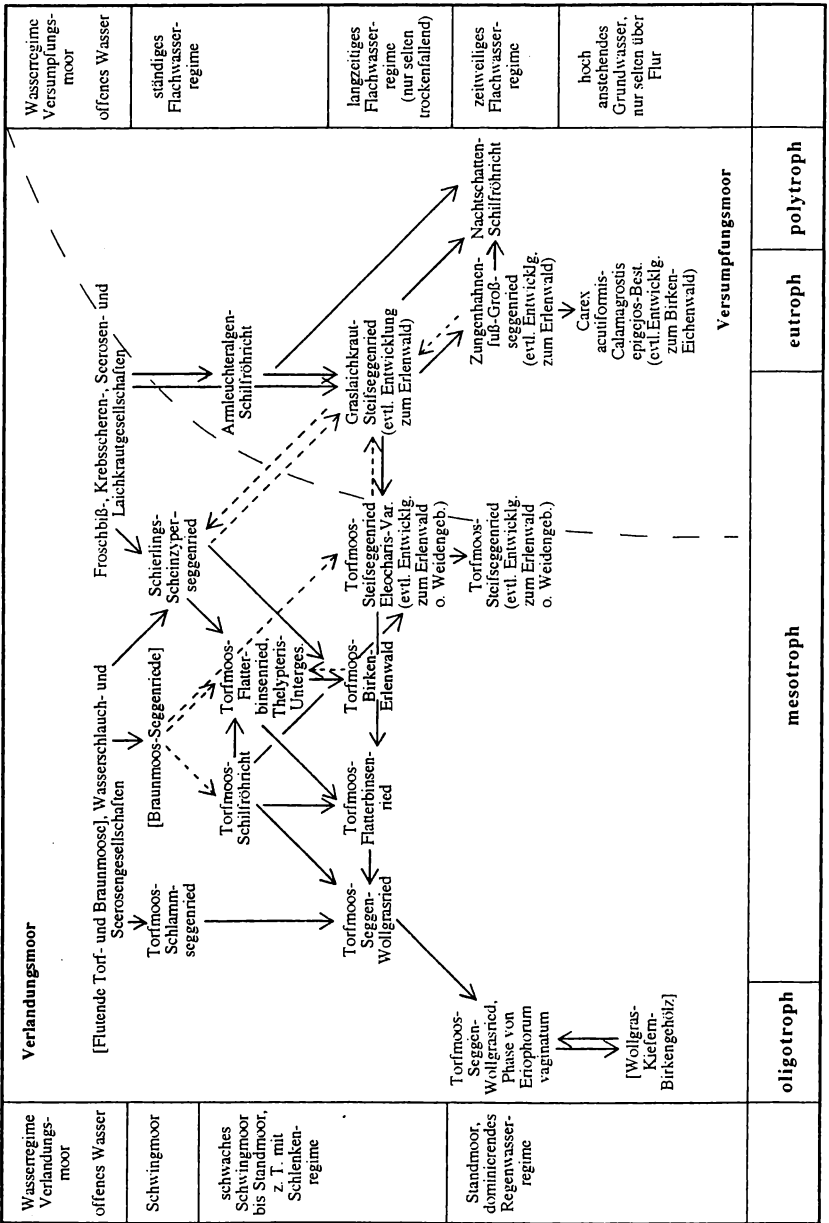 Wasserregime
Verlandungs-
moor
offenes Wasser
Schwingmoor
schwaches
Schwingmoor
bis Standmoor,
z. T. mit
Schlenken-
regime
Standmoor,
dominierendes
Regenwasser-
regime
Verlandungsmoor
[Flutende Torf- und Braunmoose], Wasserschlauch- und
Seerosengesellschaften
Froschbiß-, Krebsscheren-, Seerosen- und
Laichkrautgesellschaften
Torfmoos-
Schlamm-
seggenried
[Braunmoos-Seggenriede]
Schierlings-
Scheinzyper-
seggenried
Torfmoos-
Schilfröhricht
Torfmoos-
Flatter-
binsenried,
Thelypteris-
Unterges.
Armleuchteralgen-
Schilfröhricht
Torfmoos-
Seggen-
Wollgrasried
Torfmoos-
Flatterbinsen-
ried
Torfmoos-
Birken-
Erlenwald
Torfmoos-
Steifseggenried
Eleocharis-Var.
(evtl. Entwicklg.
zum Erlenwald
o. Weidengeb.)
Graslaichkraut-
Steifseggenried
(evtl. Entwicklung
zum Erlenwald)
Torfmoos-
Seggen-
Wollgrasried,
Phase von
Eriophorum
vaginatum
Torfmoos-
Steifseggenried
(evtl. Entwicklg.
zum Erlenwald
o. Weidengeb.)
Zungenhahnen-
fuß-Groß-
seggenried
(evtl. Entwicklg.
zum Erlenwald)
Nachtschatten-
Schilfröhricht
[Wollgras-
Kiefern-
Birkengehölz]
Carex
acutiformis-
Calamagrostis
epigejos-Best.
(evtl.Entwicklg.
zum Birken-
Eichenwald)
Versumpfungsmoor
Wasserregime
Versumpfungs-
moor
offenes Wasser
ständiges
Flachwasser-
regime
langzeitiges
Flachwasser-
regime
(nur selten
trockenfallend)
zeitweiliges
Flachwasser-
regime
hoch
anstehendes
Grundwasser,
nur selten über
Flur
oligotroph
mesotroph
eutroph
polytroph